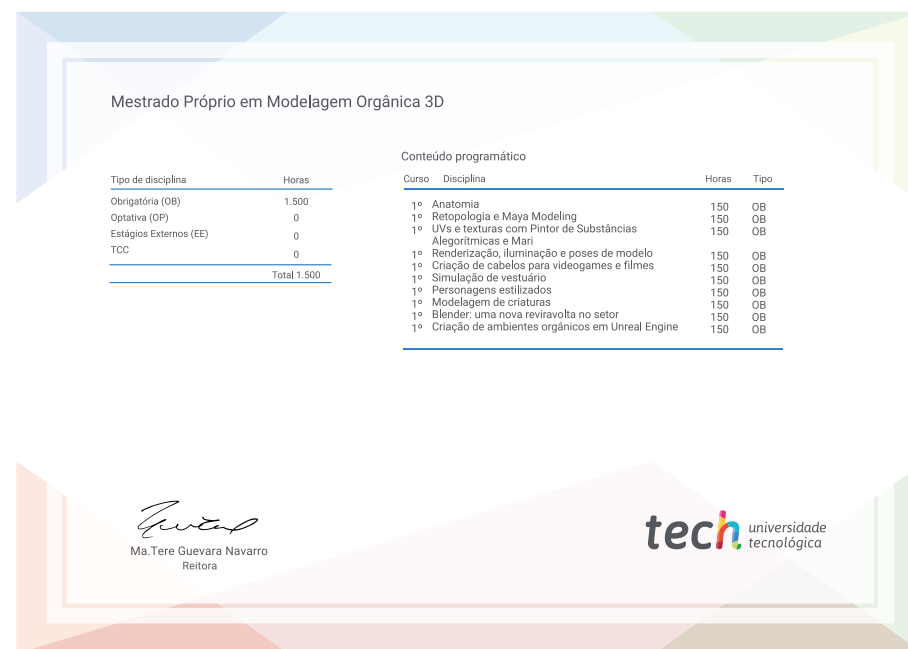 Mestrado Próprio em Modelagem Orgânica 3D
Tipo de disciplina Horas
Obrigatória (OB) 1.500
Optativa (OP) 0
Estágios Externos (EE) 0
TCC 0
Total 1.500
Conteúdo programático
Curso Disciplina Horas Tipo
1º Anatomia 150 OB
1º Retopologia e Maya Modeling 150 OB
1º UVs e texturas com Pintor de Substâncias 150 OB
Alegorítmicas e Mari
1º Renderização, iluminação e poses de modelo 150 OB
1º Criação de cabelos para videogames e filmes 150 OB
1º Simulação de vestuário 150 OB
1º Personagens estilizados 150 OB
1º Modelagem de criaturas 150 OB
1º Blender: uma nova reviravolta no setor 150 OB
1º Criação de ambientes orgânicos em Unreal Engine 150 OB
Ma.Tere Guevara Navarro
Reitora
tech universidade
tecnológica